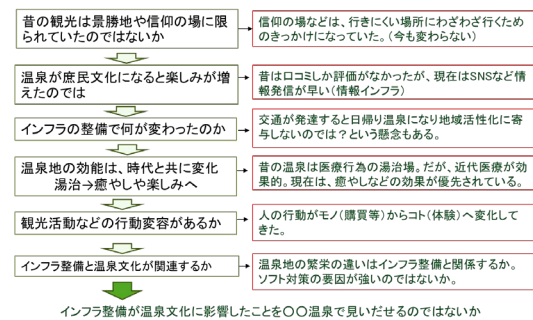 昔の観光は景勝地や信仰の場に限
られていたのではないか
信仰の場などは、行きにくい場所にわざわざ行くため
のきっかけになっていた。（今も変わらない）
温泉が庶民文化になると楽しみが増
えたのでは
昔は口コミしか評価がなかったが、現在はSNSなど情
報発信が早い（情報インフラ）
インフラの整備で何が変わったのか
交通が発達すると日帰り温泉になり地域活性化に寄
与しないのでは？という懸念もある。
温泉地の効能は、時代と共に変化
湯治→癒やしや楽しみへ
昔の温泉は医療行為の湯治場。だが、近代医療が効
果的。現在は、癒やしなどの効果が優先されている。
観光活動などの行動変容があるか
人の行動がモノ（購買等）からコト（体験）へ変化して
きた。
インフラ整備と温泉文化が関連するか
温泉地の繁栄の違いはインフラ整備と関係するか。
ソフト対策の要因が強いのではないか。
インフラ整備が温泉文化に影響したことを〇〇温泉で見いだせるのではないか